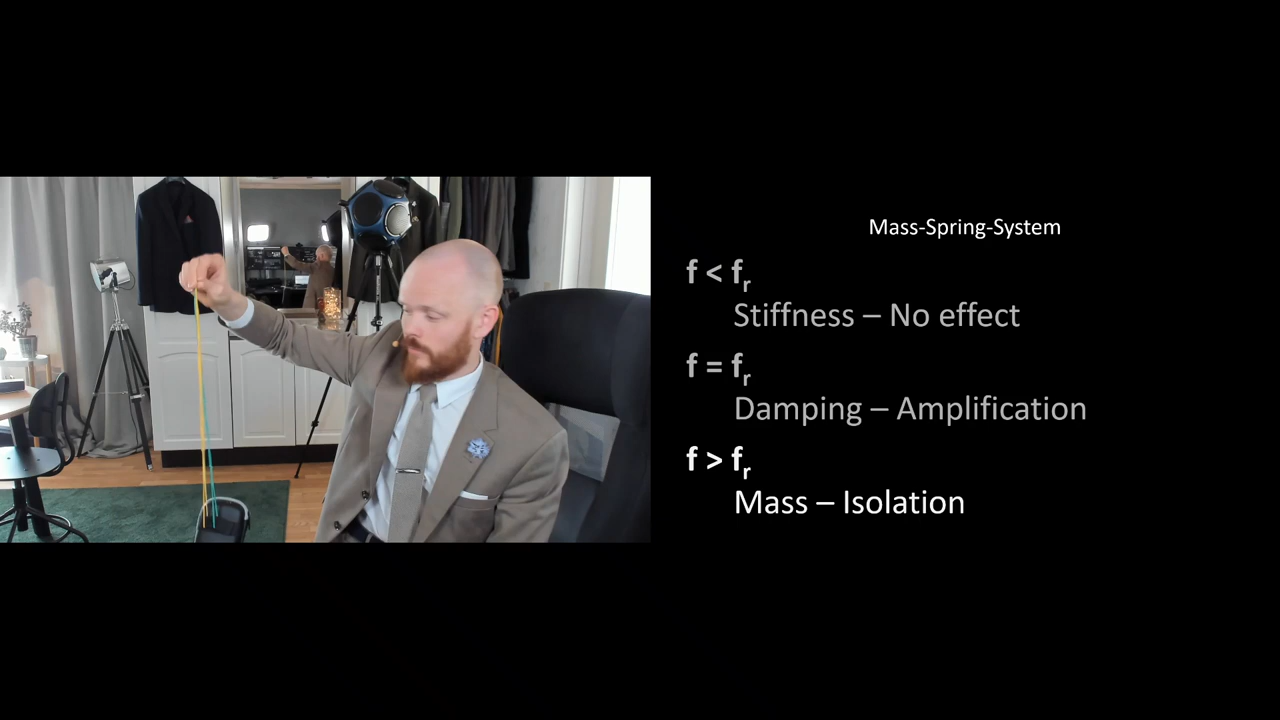 Mass-Spring-System
f < fr
Stiffness – No effect
f = fr
Damping – Amplification
f > fr
Mass – Isolation